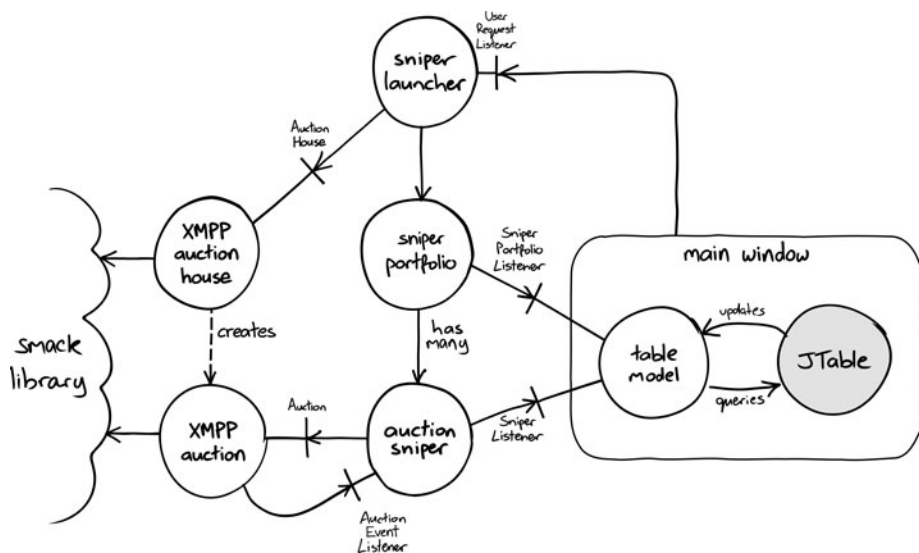 User
Request
Listener
sniper
launcher
Auction
House
XMPP
auction
house
sniper
portfolio
Sniper
Portfolio
Listener
main window
updates
smack
library
creates
has
many
table
model
JTable
queries
XMPP
auction
Auction
auction
sniper
Sniper
Listener
Auction
Event
Listener